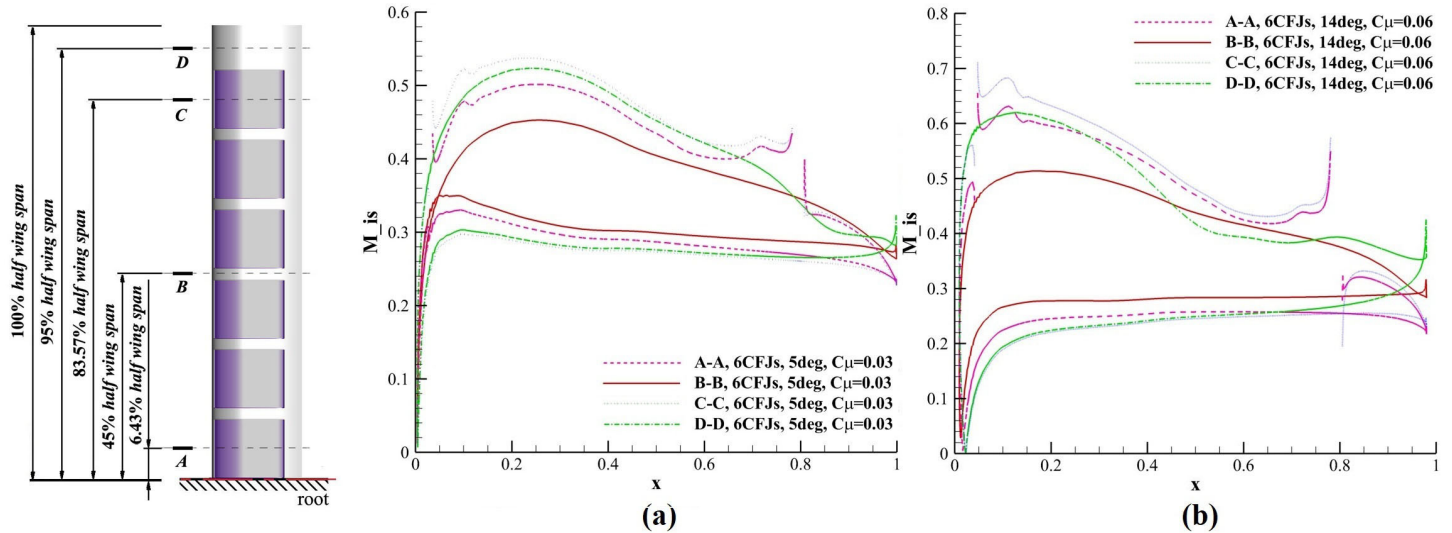 100% half wing span
95% half wing span
83.57% half wing span
45% half wing span
6.43% half wing span
D
C
B
A
root
0.6
0.5
0.4
0.3
0.2
0.1
0
M_is
0
0.2
0.4
0.6
0.8
1
x
A-A, 6CFJs, 5deg, Cμ=0.03
B-B, 6CFJs, 5deg, Cμ=0.03
C-C, 6CFJs, 5deg, Cμ=0.03
D-D, 6CFJs, 5deg, Cμ=0.03
(a)
0.8
0.7
0.6
0.5
0.4
0.3
0.2
0.1
0
M_is
0
0.2
0.4
0.6
0.8
1
x
A-A, 6CFJs, 14deg, Cμ=0.06
B-B, 6CFJs, 14deg, Cμ=0.06
C-C, 6CFJs, 14deg, Cμ=0.06
D-D, 6CFJs, 14deg, Cμ=0.06
(b)